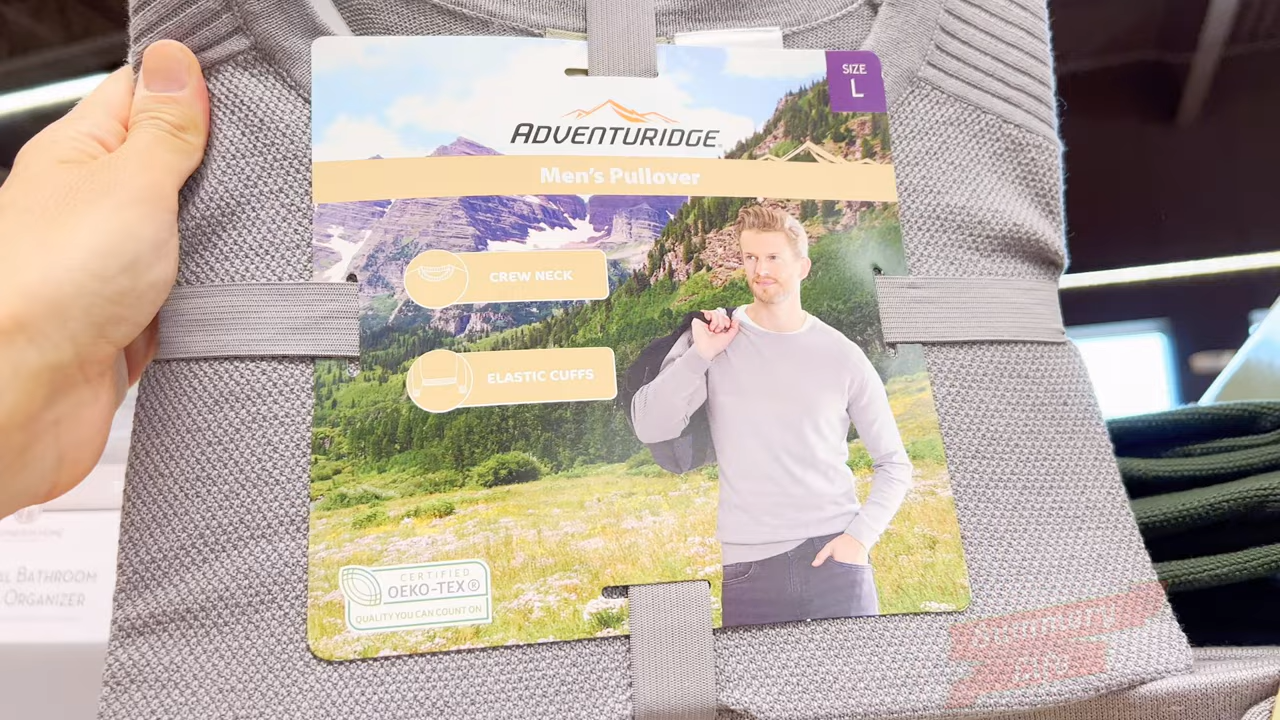 SIZE
L
ADVENTURIDGE
Men's Pullover
CREW NECK
ELASTIC CUFFS
CERTIFIED
OEKO-TEX®
QUALITY YOU CAN COUNT ON
BATHROOM
ORGANIZER